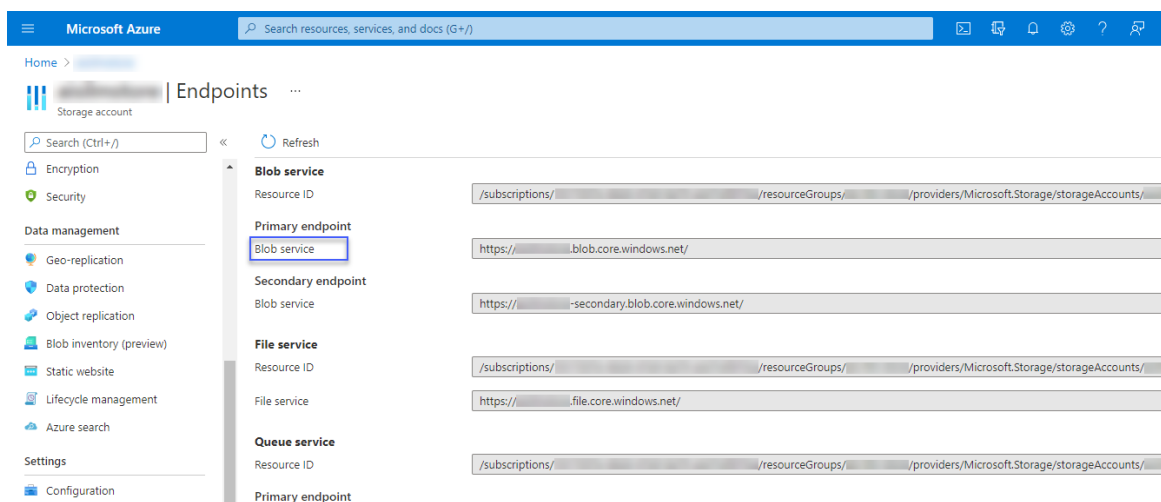 Microsoft Azure
Search resources, services, and docs (G+/)
Home >
| Endpoints ...
Storage account
Search (Ctrl+/)
«
Refresh
Encryption
Security
Data management
Geo-replication
Data protection
Object replication
Blob inventory (preview)
Static website
Lifecycle management
Azure search
Settings
Configuration
Blob service
Resource ID /subscriptions/ /resourceGroups/ /providers/Microsoft.Storage/storageAccounts/
Primary endpoint
Blob service https:// .blob.core.windows.net/
Secondary endpoint
Blob service https:// -secondary.blob.core.windows.net/
File service
Resource ID /subscriptions/ /resourceGroups/ /providers/Microsoft.Storage/storageAccounts/
File service https:// .file.core.windows.net/
Queue service
Resource ID /subscriptions/ /resourceGroups/ /providers/Microsoft.Storage/storageAccounts/
Primary endpoint